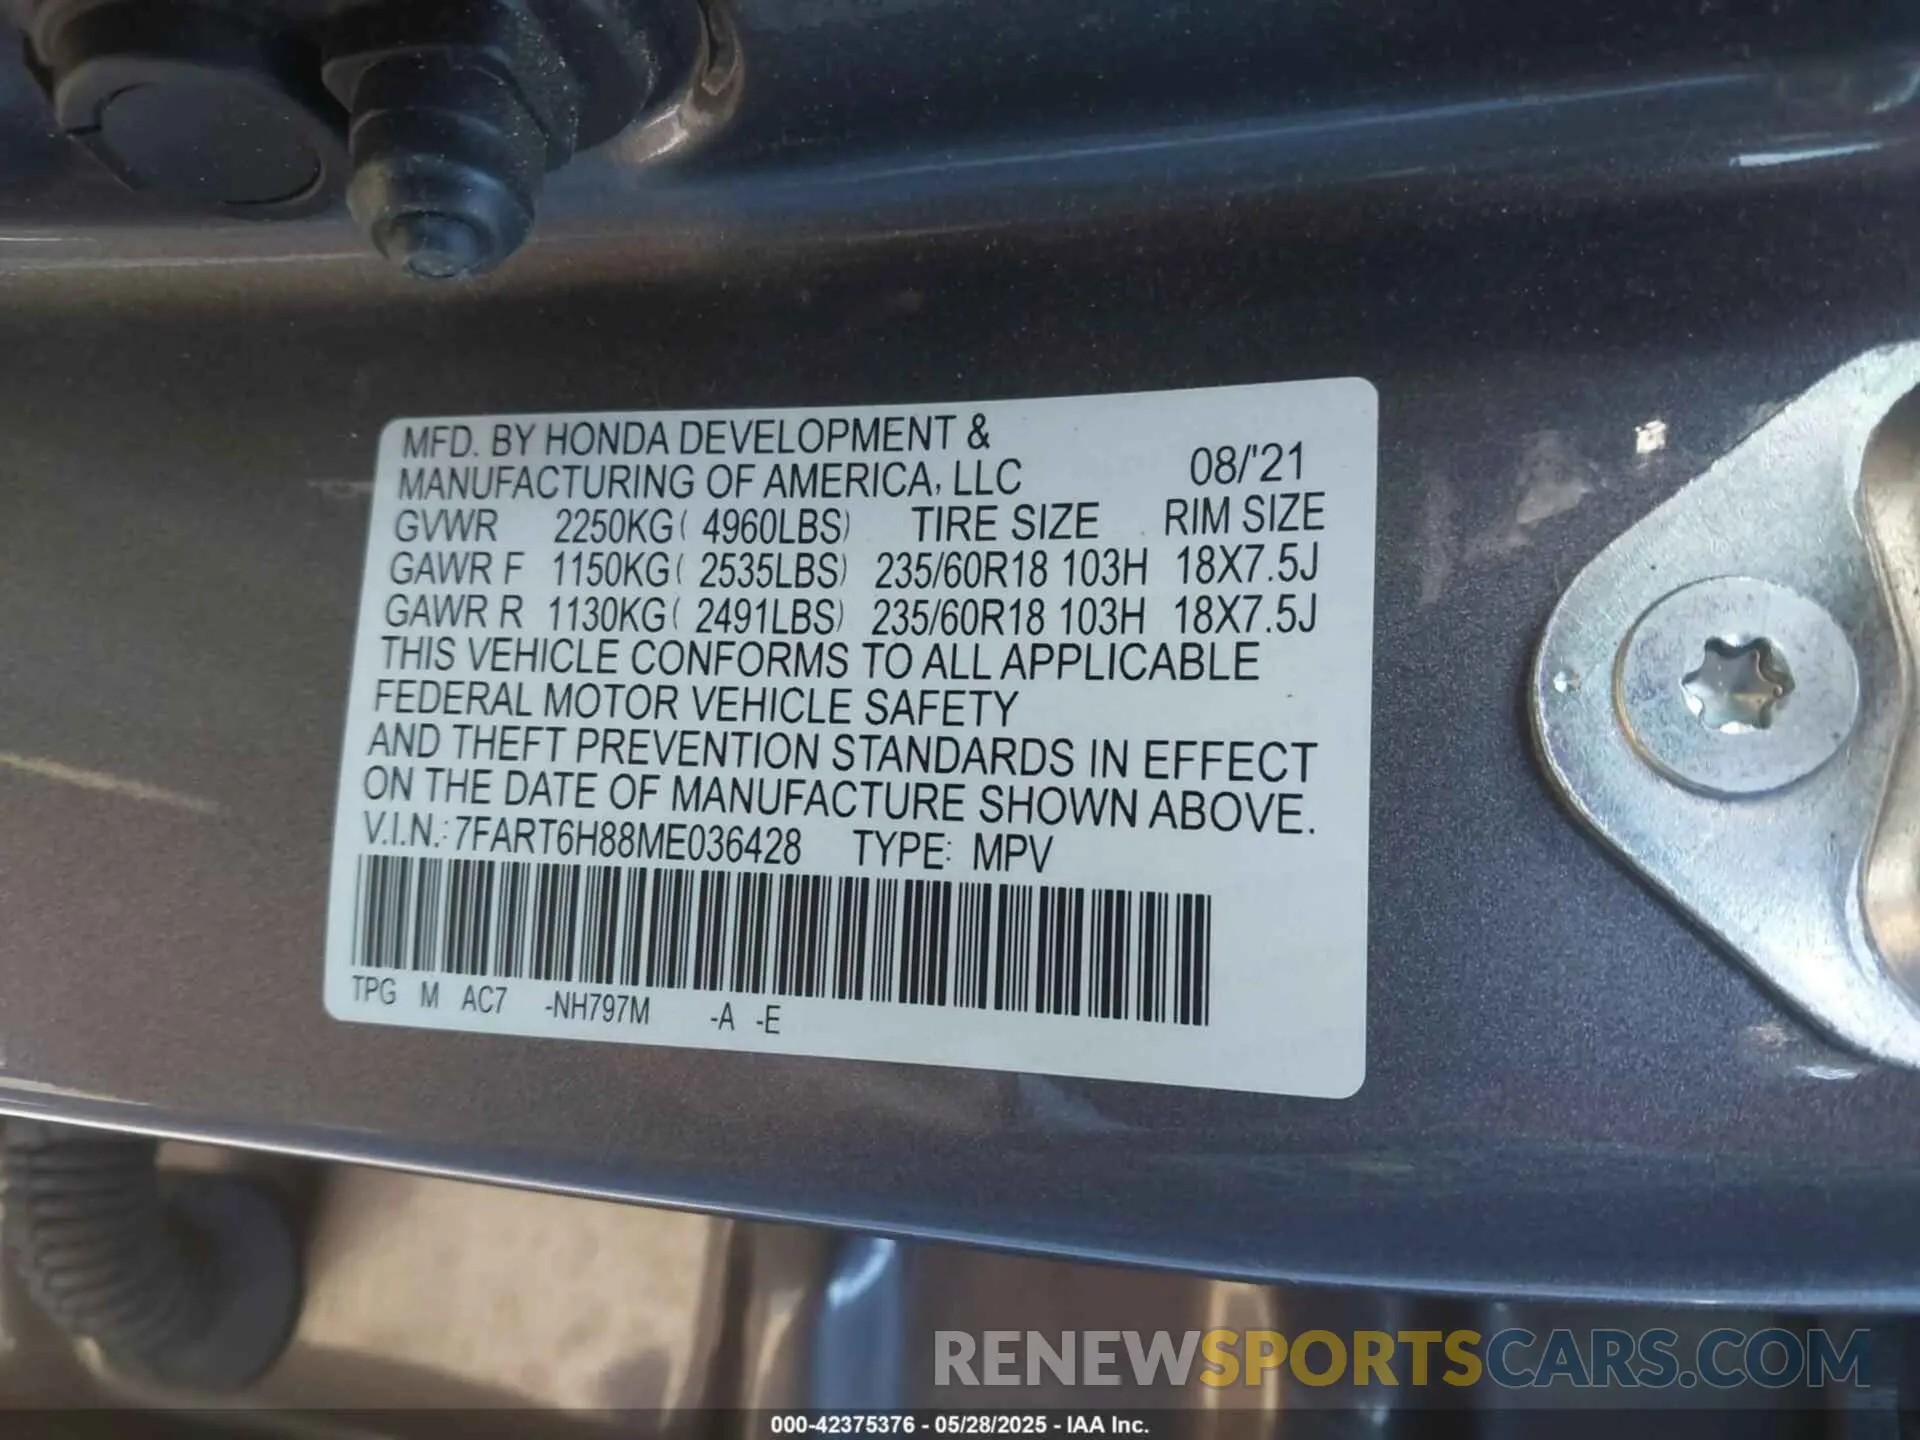 MFD. BY HONDA DEVELOPMENT &
MANUFACTURING OF AMERICA, LLC 08/'21
GVWR 2250KG( 4960LBS) TIRE SIZE RIM SIZE
GAWR F 1150KG( 2535LBS) 235/60R18 103H 18X7.5J
GAWR R 1130KG( 2491LBS) 235/60R18 103H 18X7.5J
THIS VEHICLE CONFORMS TO ALL APPLICABLE
FEDERAL MOTOR VEHICLE SAFETY
AND THEFT PREVENTION STANDARDS IN EFFECT
ON THE DATE OF MANUFACTURE SHOWN ABOVE.
V.I.N.: 7FART6H88ME036428 TYPE: MPV
TPG M AC7 -NH797M -A -E
RENEWSPORTSCARS.COM
000-42375376 - 05/28/2025 - IAA Inc.